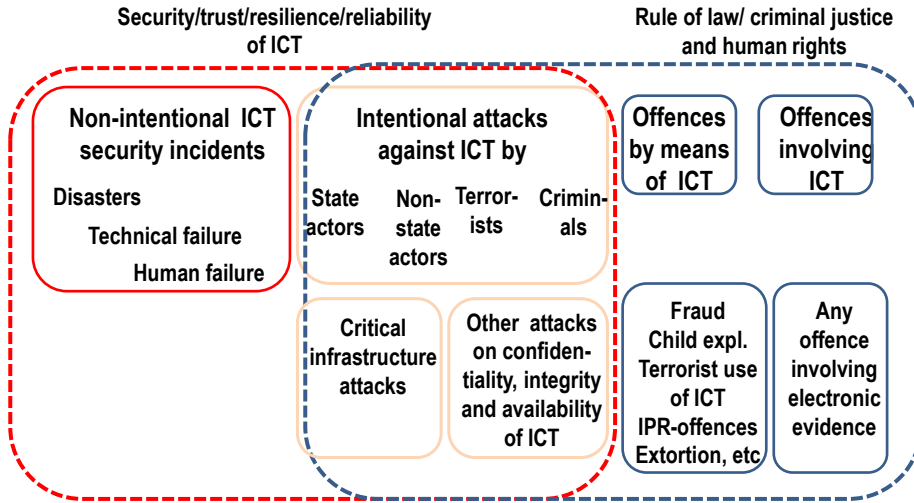 Security/trust/resilience/reliability
of ICT
Rule of law/ criminal justice
and human rights
Non-intentional ICT
security incidents
Disasters
Technical failure
Human failure
Intentional attacks
against ICT by
State
actors
Non-
state
actors
Terror-
ists
Crimin-
als
Offences
by means
of ICT
Offences
involving
ICT
Critical
infrastructure
attacks
Other attacks
on confiden-
tiality, integrity
and availability
of ICT
Fraud
Child expl.
Terrorist use
of ICT
IPR-offences
Extortion, etc
Any
offence
involving
electronic
evidence